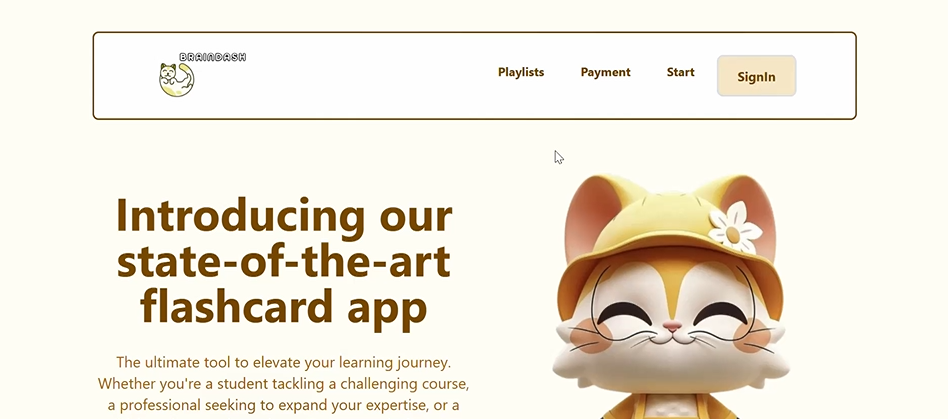 BRAINDASH
Playlists Payment Start SignIn
Introducing our
state-of-the-art
flashcard app
The ultimate tool to elevate your learning journey.
Whether you're a student tackling a challenging course,
a professional seeking to expand your expertise, or a